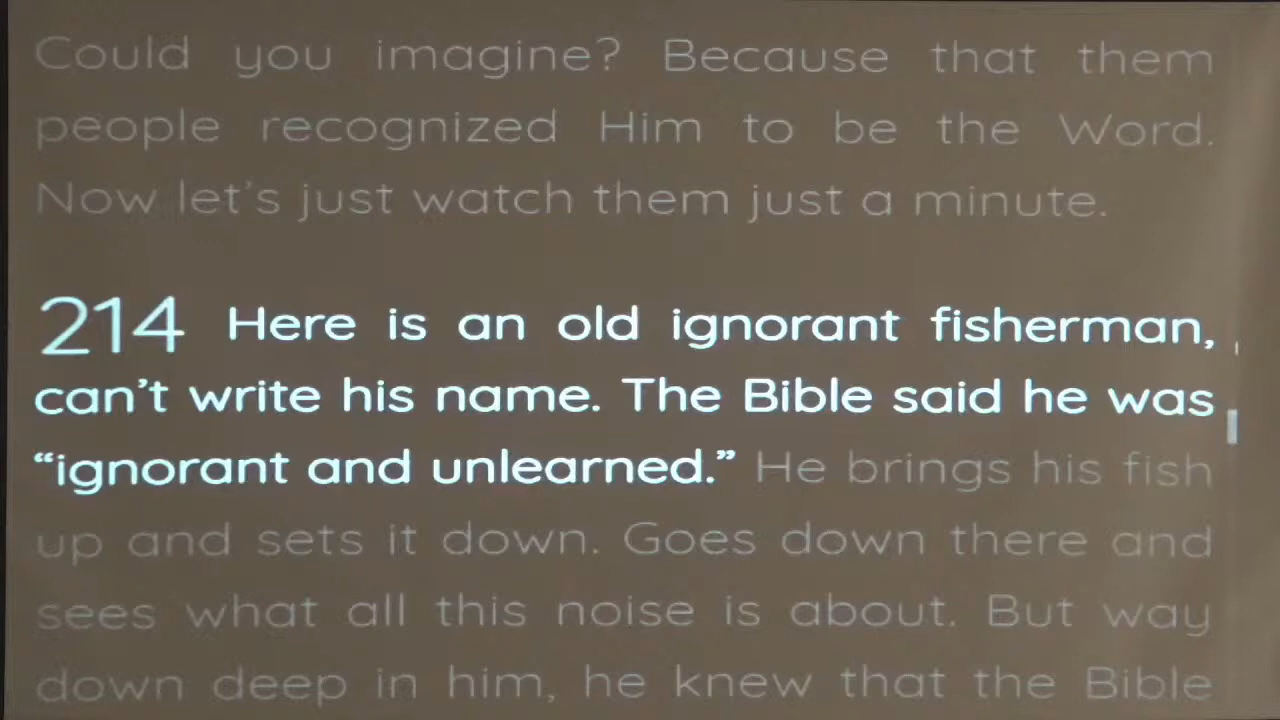 Could you imagine? Because that them
people recognized Him to be the Word.
Now let's just watch them just a minute.
214 Here is an old ignorant fisherman,
can't write his name. The Bible said he was
“ignorant and unlearned.” He brings his fish
up and sets it down. Goes down there and
sees what all this noise is about. But way
down deep in him, he knew that the Bible